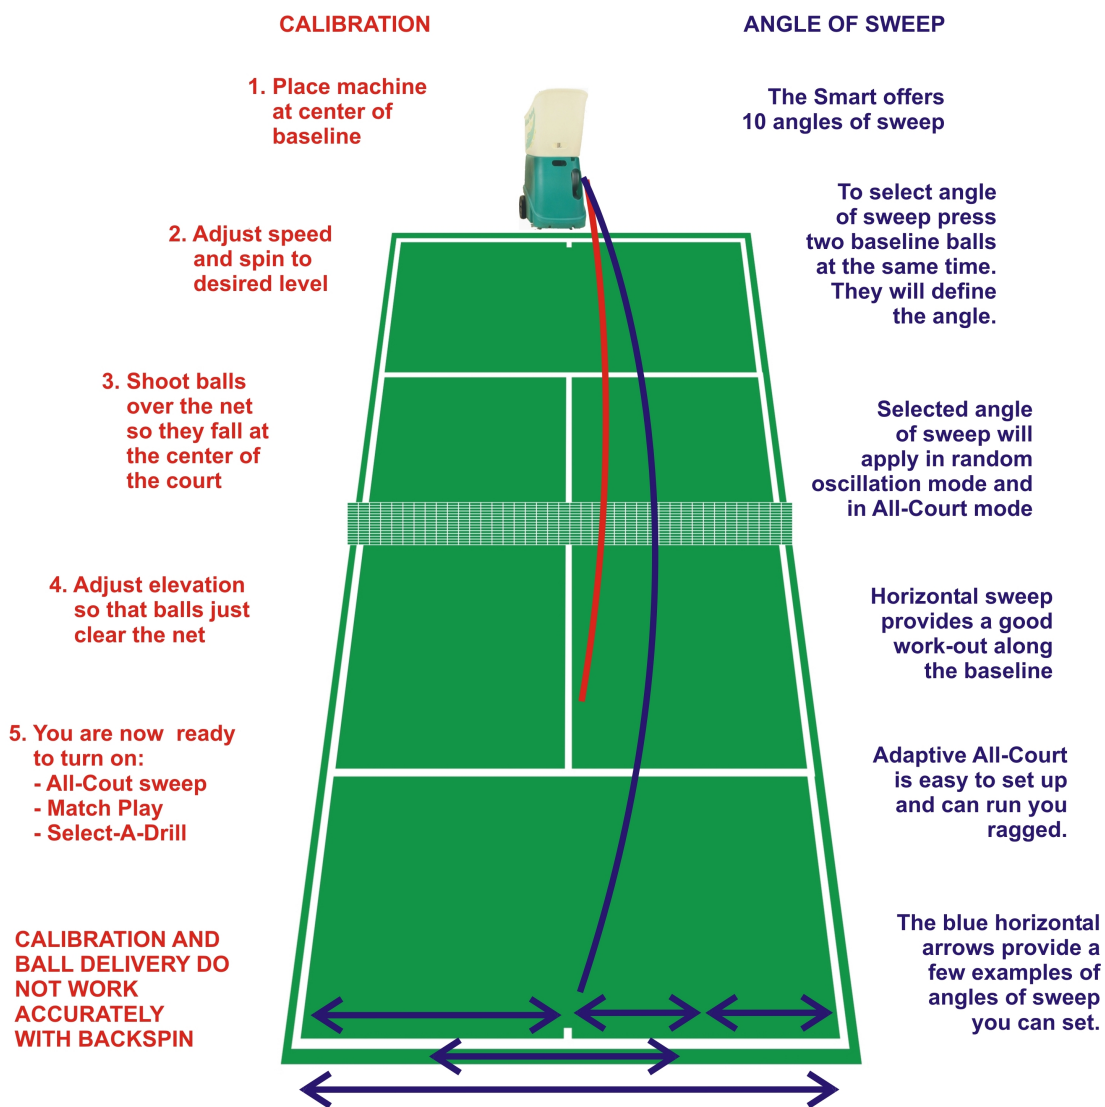 CALIBRATION
1. Place machine
at center of
baseline
2. Adjust speed
and spin to
desired level
3. Shoot balls
over the net
so they fall at
the center of
the court
4. Adjust elevation
so that balls just
clear the net
5. You are now  ready
to turn on:
- All-Cout sweep
- Match Play
- Select-A-Drill
CALIBRATION AND
BALL DELIVERY DO
NOT WORK
ACCURATELY
WITH BACKSPIN
ANGLE OF SWEEP
The Smart offers
10 angles of sweep
To select angle
of sweep press
two baseline balls
at the same time.
They will define
the angle.
Selected angle
of sweep will
apply in random
oscillation mode and
in All-Court mode
Horizontal sweep
provides a good
work-out along
the baseline
Adaptive All-Court
is easy to set up
and can run you
ragged.
The blue horizontal
arrows provide a
few examples of
angles of sweep
you can set.